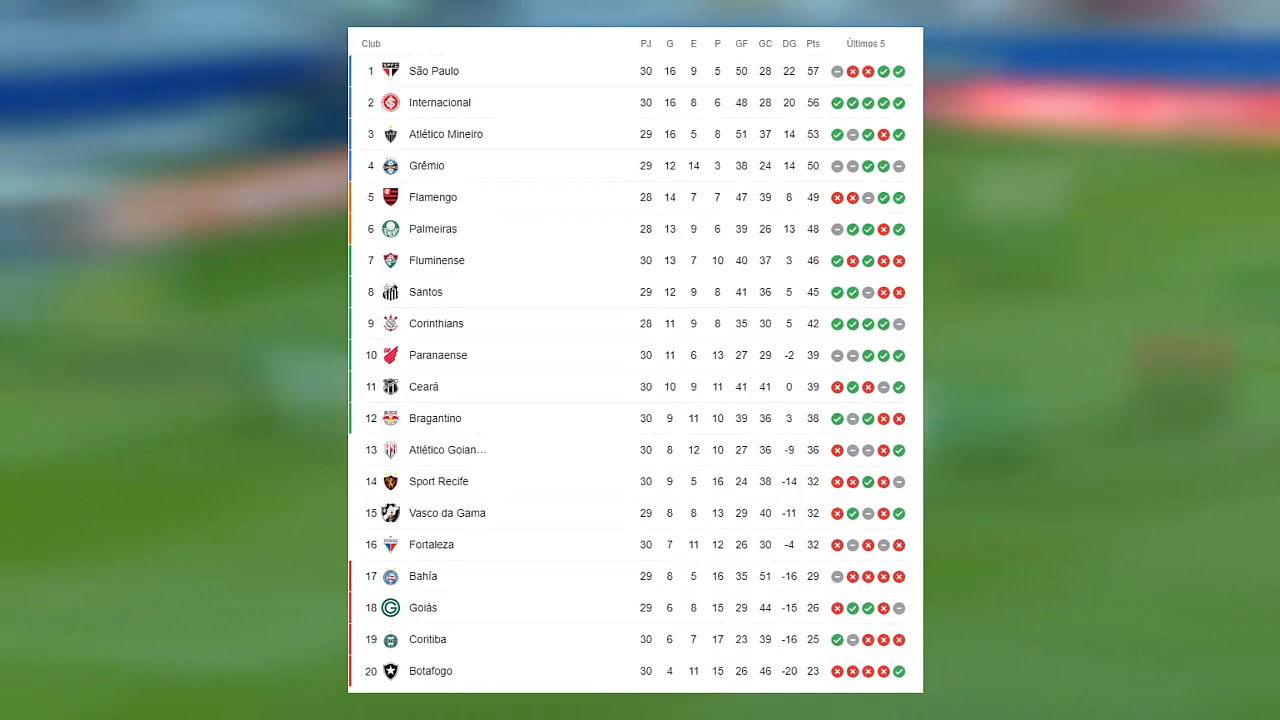 Club PJ G E P GF GC DG Pts Últimos 5
1 São Paulo 30 16 9 5 50 28 22 57
2 Internacional 30 16 8 6 48 28 20 56
3 Atlético Mineiro 29 16 5 8 51 37 14 53
4 Grêmio 29 12 14 3 38 24 14 50
5 Flamengo 28 14 7 7 47 39 8 49
6 Palmeiras 28 13 9 6 39 26 13 48
7 Fluminense 30 13 7 10 40 37 3 46
8 Santos 29 12 9 8 41 36 5 45
9 Corinthians 28 11 9 8 35 30 5 42
10 Paranaense 30 11 6 13 27 29 -2 39
11 Ceará 30 10 9 11 41 41 0 39
12 Bragantino 30 9 11 10 39 36 3 38
13 Atlético Goian... 30 8 12 10 27 36 -9 36
14 Sport Recife 30 9 5 16 24 38 -14 32
15 Vasco da Gama 29 8 8 13 29 40 -11 32
16 Fortaleza 30 7 11 12 26 30 -4 32
17 Bahía 29 8 5 16 35 51 -16 29
18 Goiás 29 6 8 15 29 44 -15 26
19 Coritiba 30 6 7 17 23 39 -16 25
20 Botafogo 30 4 11 15 26 46 -20 23